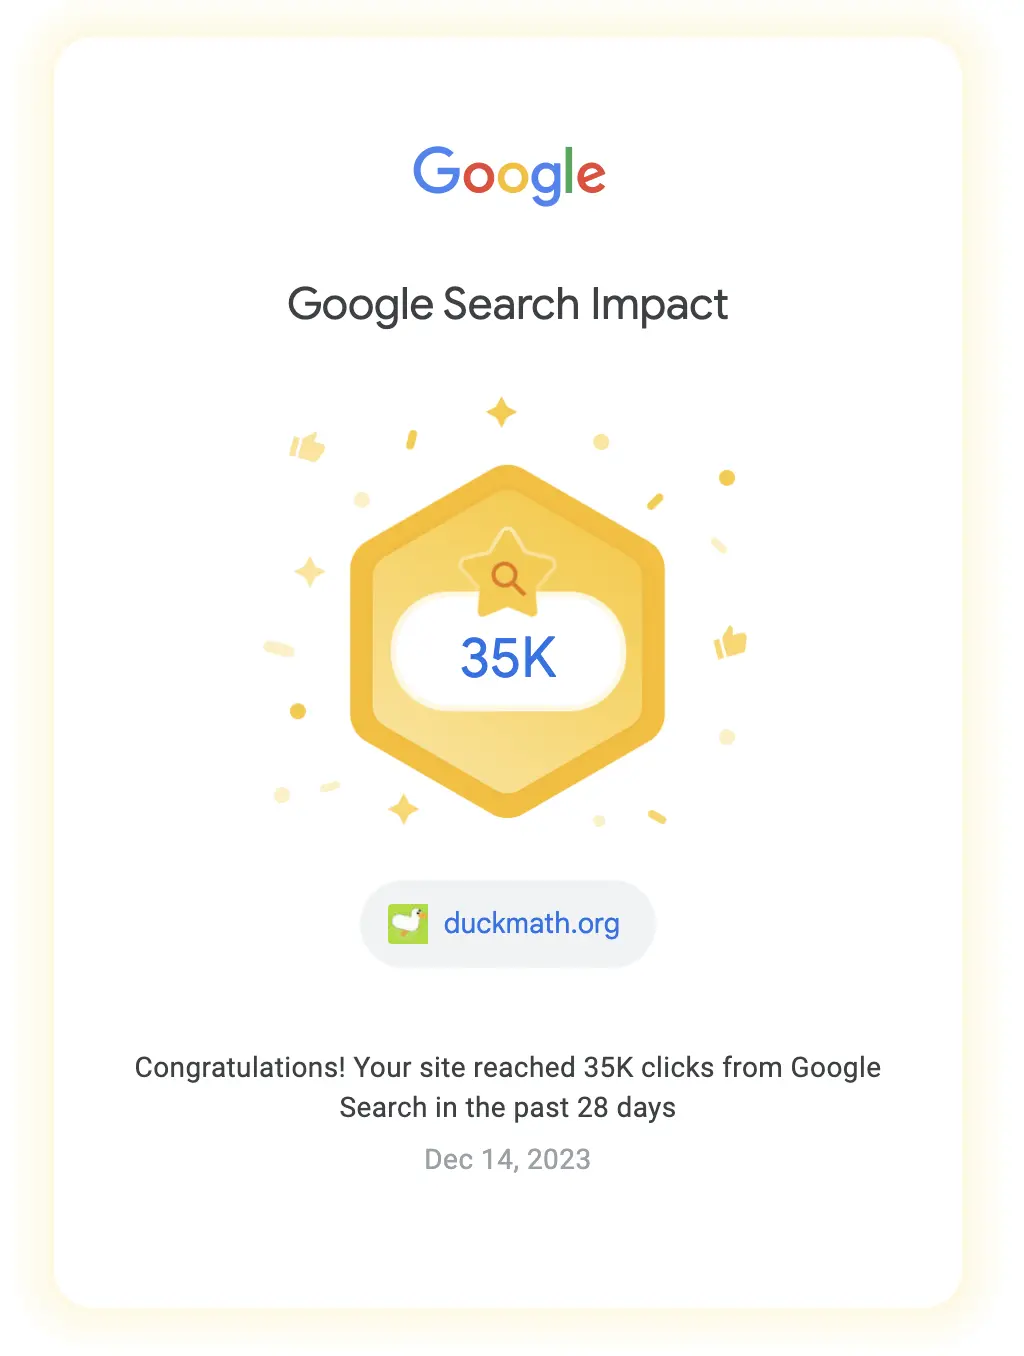 Google
Google Search Impact
35K
duckmath.org
Congratulations! Your site reached 35K clicks from Google
Search in the past 28 days
Dec 14, 2023